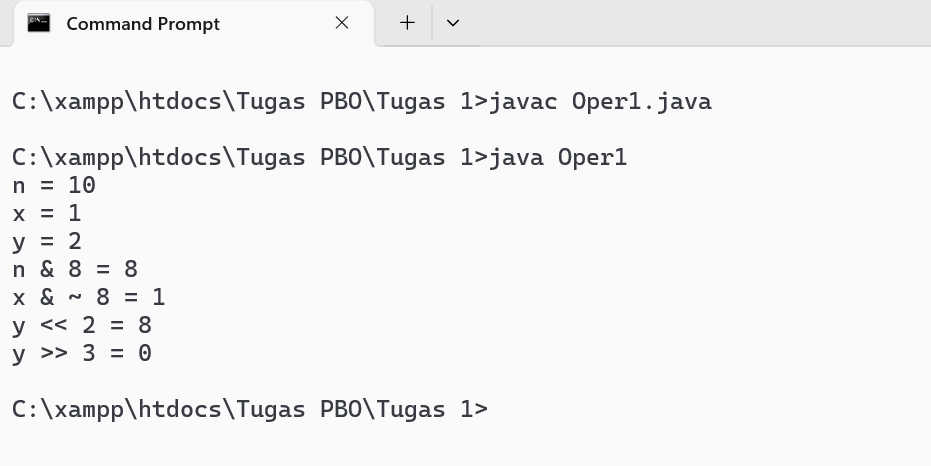 Command Prompt
C:\xampp\htdocs\Tugas PBO\Tugas 1>javac Oper1.java
C:\xampp\htdocs\Tugas PBO\Tugas 1>java Oper1
n = 10
x = 1
y = 2
n & 8 = 8
x & ~ 8 = 1
y << 2 = 8
y >> 3 = 0
C:\xampp\htdocs\Tugas PBO\Tugas 1>